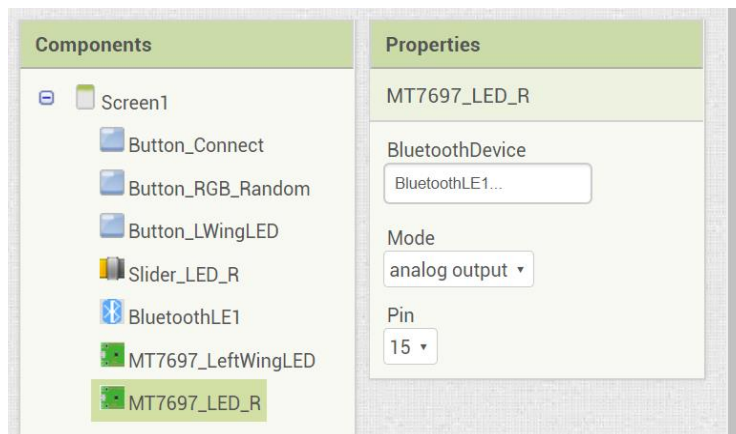 Components
Screen1
Button_Connect
Button_RGB_Random
Button_LWingLED
Slider_LED_R
BluetoothLE1
MT7697_LeftWingLED
MT7697_LED_R
Properties
MT7697_LED_R
BluetoothDevice
BluetoothLE1...
Mode
analog output
Pin
15